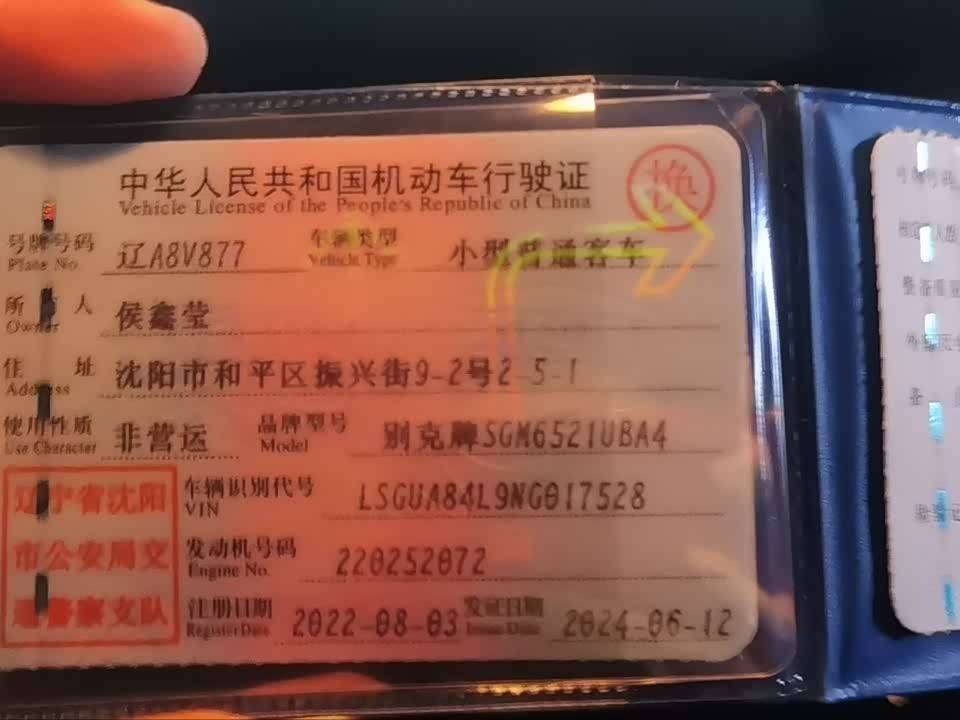 中华人民共和国机动车行驶证
换
Vehicle License of the People's Republic of China
号牌号码 辽A8V877 车辆类型 小型普通客车
Plate No. Vehicle Type
所有人 侯鑫莹
Owner
住址 沈阳市和平区振兴街9-2号2-5-1
Address
使用性质 非营运 品牌型号 别克牌SGM6521UBA4
Use Character Model
辽宁省沈阳
市公安局交
通警察支队
车辆识别代号 LSGUA84L9NG017528
VIN
发动机号码 220252072
Engine No.
注册日期 2022-08-03 发证日期 2024-06-12
Register Date Issue Date